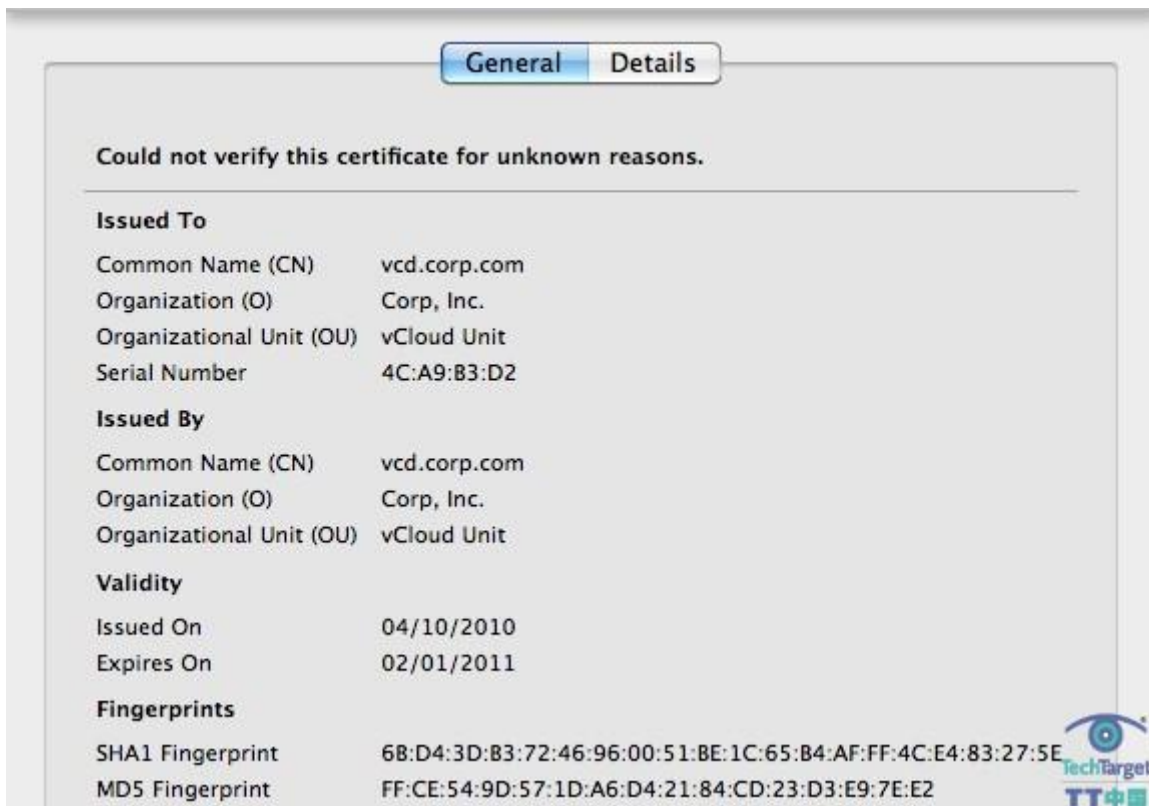 General Details
Could not verify this certificate for unknown reasons.
Issued To
Common Name (CN) vcd.corp.com
Organization (O) Corp, Inc.
Organizational Unit (OU) vCloud Unit
Serial Number 4C:A9:B3:D2
Issued By
Common Name (CN) vcd.corp.com
Organization (O) Corp, Inc.
Organizational Unit (OU) vCloud Unit
Validity
Issued On 04/10/2010
Expires On 02/01/2011
Fingerprints
SHA1 Fingerprint 6B:D4:3D:B3:72:46:96:00:51:BE:1C:65:B4:AF:FF:4C:E4:83:27:5E
MD5 Fingerprint FF:CE:54:9D:57:1D:A6:D4:21:84:CD:23:D3:E9:7E:E2
TechTarget
TT中国